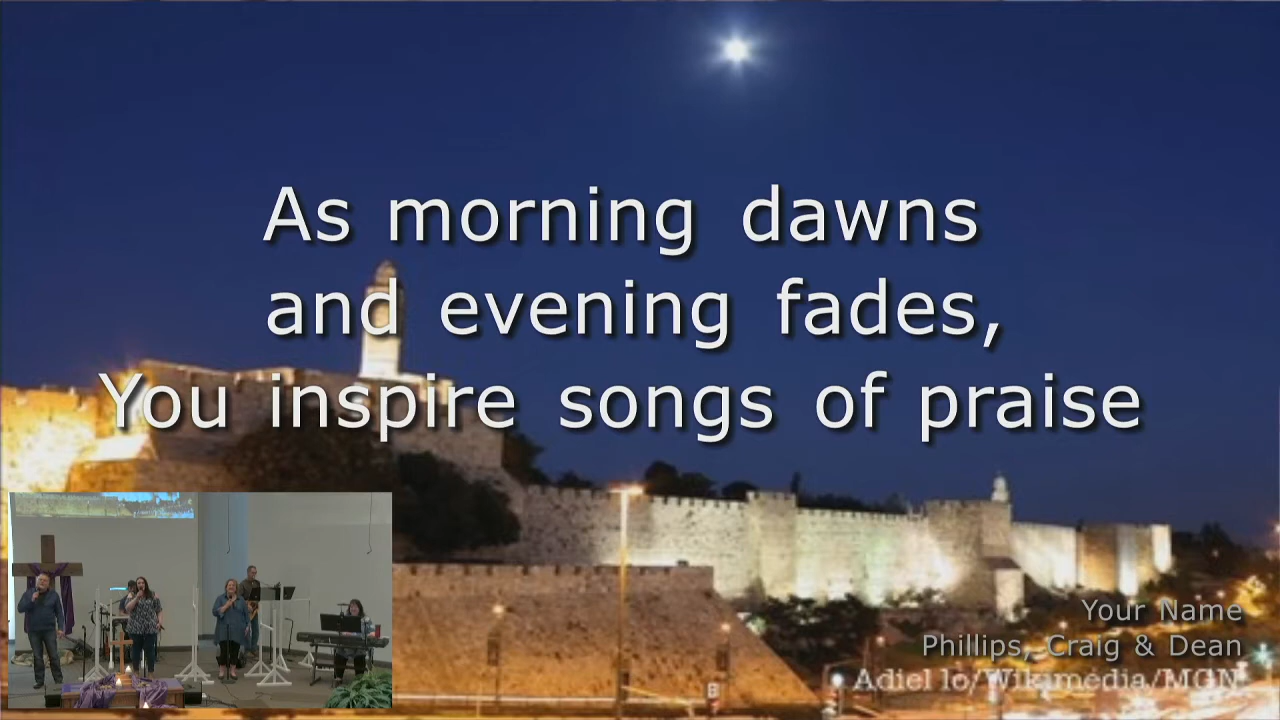 As morning dawns
and evening fades,
You inspire songs of praise
Your Name
Phillips, Craig & Dean
Adiel lo/Wikimedia/MGN